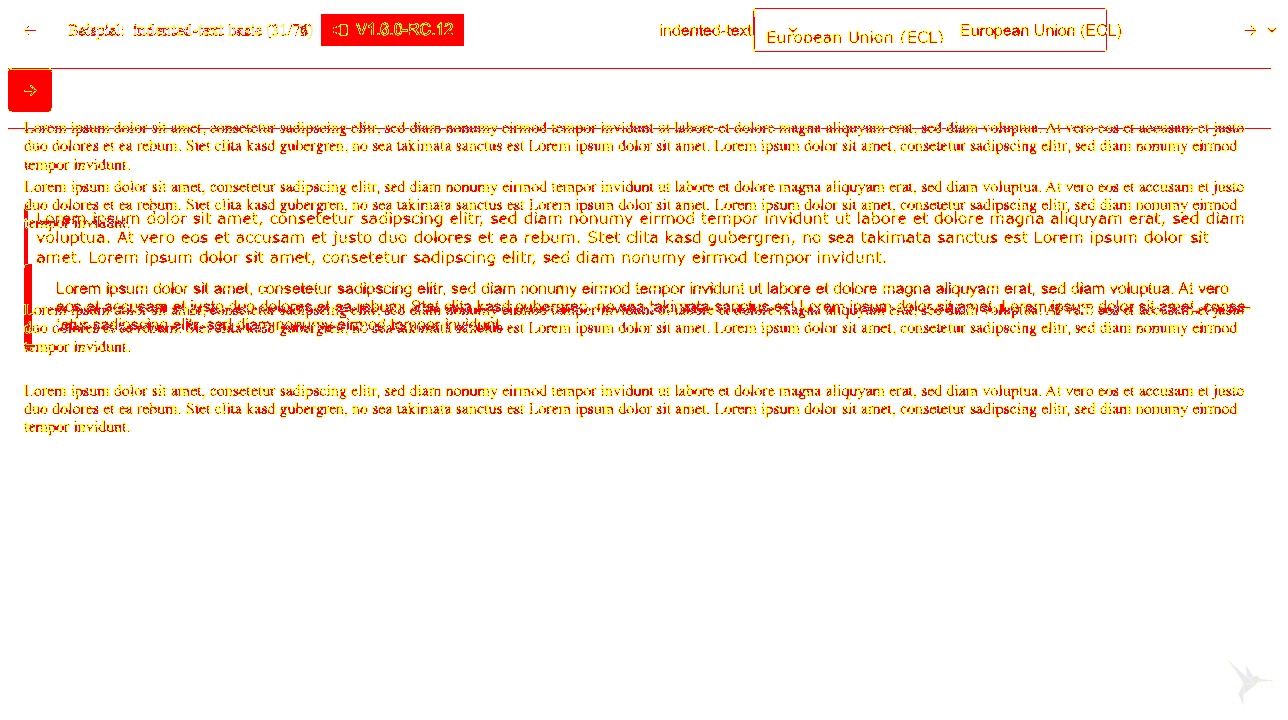 Beispiel: indented-text basic (31/76) V1.6.0-RC.12 indented-text European Union (ECL) European Union (ECL)
Lorem ipsum dolor sit amet, consetetur sadipscing elitr, sed diam nonumy eirmod tempor invidunt ut labore et dolore magna aliquyam erat, sed diam voluptua. At vero eos et accusam et justo
duo dolores et ea rebum. Stet clita kasd gubergren, no sea takimata sanctus est Lorem ipsum dolor sit amet. Lorem ipsum dolor sit amet, consetetur sadipscing elitr, sed diam nonumy eirmod
tempor invidunt.
Lorem ipsum dolor sit amet, consetetur sadipscing elitr, sed diam nonumy eirmod tempor invidunt ut labore et dolore magna aliquyam erat, sed diam voluptua. At vero eos et accusam et justo
duo dolores et ea rebum. Stet clita kasd gubergren, no sea takimata sanctus est Lorem ipsum dolor sit amet. Lorem ipsum dolor sit amet, consetetur sadipscing elitr, sed diam nonumy eirmod
tempor invidunt.
Lorem ipsum dolor sit amet, consetetur sadipscing elitr, sed diam nonumy eirmod tempor invidunt ut labore et dolore magna aliquyam erat, sed diam
voluptua. At vero eos et accusam et justo duo dolores et ea rebum. Stet clita kasd gubergren, no sea takimata sanctus est Lorem ipsum dolor sit
amet. Lorem ipsum dolor sit amet, consetetur sadipscing elitr, sed diam nonumy eirmod tempor invidunt.
Lorem ipsum dolor sit amet, consetetur sadipscing elitr, sed diam nonumy eirmod tempor invidunt ut labore et dolore magna aliquyam erat, sed diam voluptua. At vero
eos et accusam et justo duo dolores et ea rebum. Stet clita kasd gubergren, no sea takimata sanctus est Lorem ipsum dolor sit amet. Lorem ipsum dolor sit amet, conse
sadipscing elitr, sed diam nonumy eirmod tempor invidunt.
Lorem ipsum dolor sit amet, consetetur sadipscing elitr, sed diam nonumy eirmod tempor invidunt ut labore et dolore magna aliquyam erat, sed diam voluptua. At vero eos et accusam et justo
duo dolores et ea rebum. Stet clita kasd gubergren, no sea takimata sanctus est Lorem ipsum dolor sit amet. Lorem ipsum dolor sit amet, consetetur sadipscing elitr, sed diam nonumy eirmod
tempor invidunt.
Lorem ipsum dolor sit amet, consetetur sadipscing elitr, sed diam nonumy eirmod tempor invidunt ut labore et dolore magna aliquyam erat, sed diam voluptua. At vero eos et accusam et justo
duo dolores et ea rebum. Stet clita kasd gubergren, no sea takimata sanctus est Lorem ipsum dolor sit amet. Lorem ipsum dolor sit amet, consetetur sadipscing elitr, sed diam nonumy eirmod
tempor invidunt.